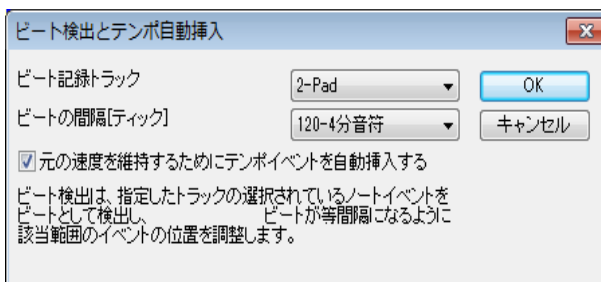 ビート検出とテンポ自動挿入
ビート記録トラック
2-Pad
OK
ビートの間隔[ティック]
120-4分音符
キャンセル
元の速度を維持するためにテンポイベントを自動挿入する
ビート検出は、指定したトラックの選択されているノートイベントを
ビートとして検出し、 ビートが等間隔になるように
該当範囲のイベントの位置を調整します。